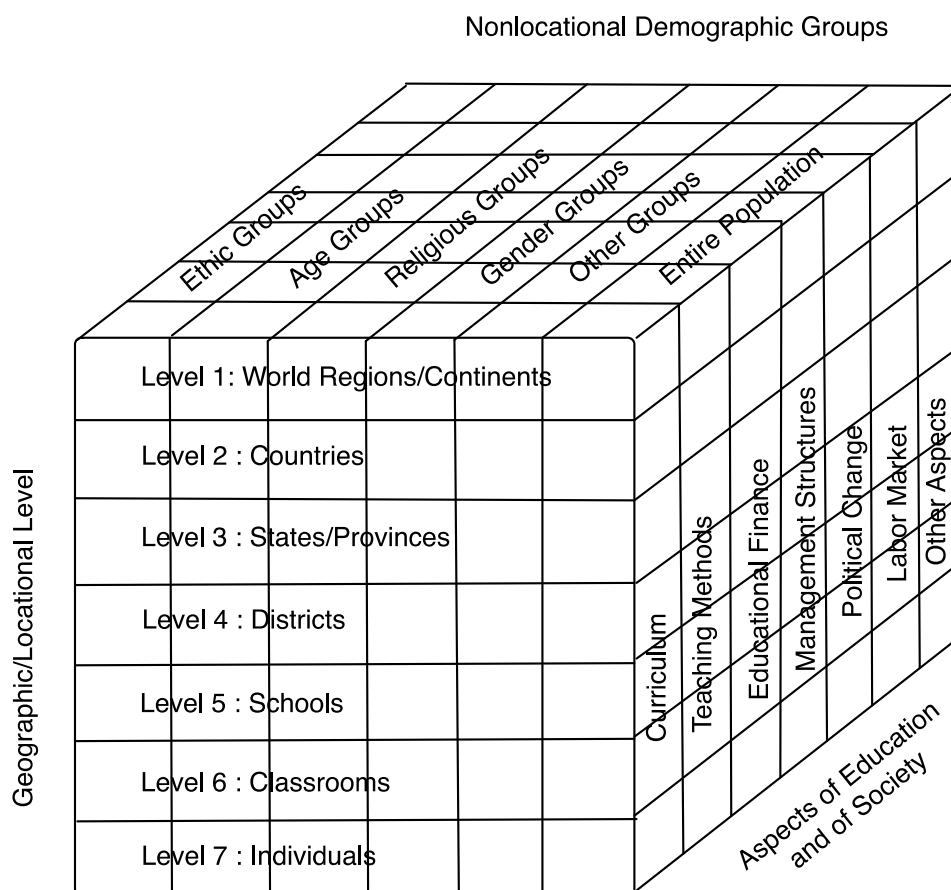 Nonlocational Demographic Groups
Ethic Groups
Age Groups
Religious Groups
Gender Groups
Other Groups
Entire Population
Geographic/Locational Level
Level 1: World Regions/Continents
Level 2 : Countries
Level 3 : States/Provinces
Level 4 : Districts
Level 5 : Schools
Level 6 : Classrooms
Level 7 : Individuals
Curriculum
Teaching Methods
Educational Finance
Management Structures
Political Change
Labor Market
Other Aspects
Aspects of Education
and of Society